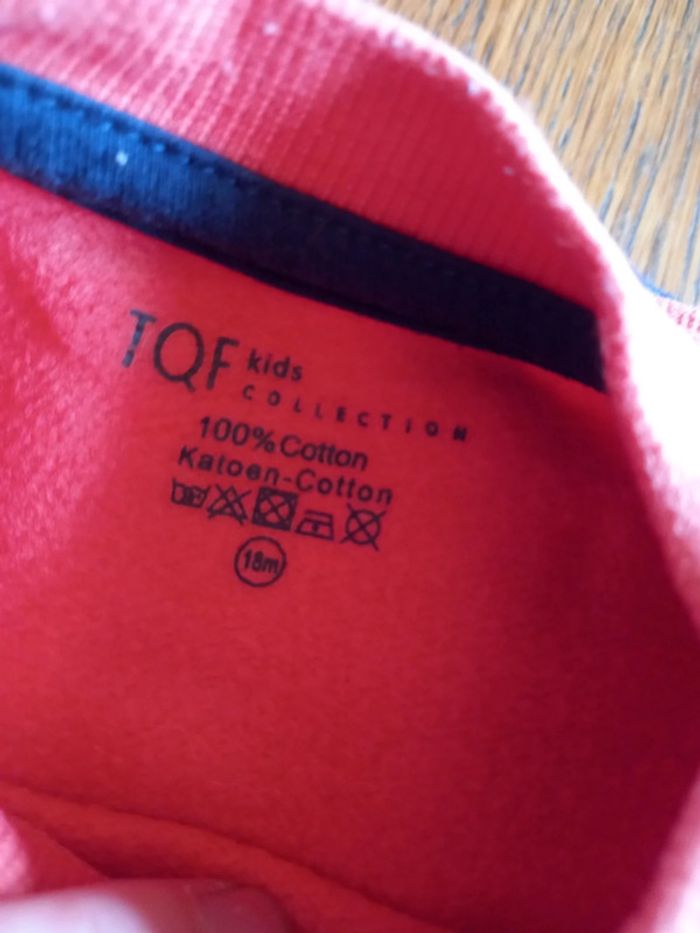 TQF kids
COLLECTION
100% Cotton
Katoen-Cotton
18m